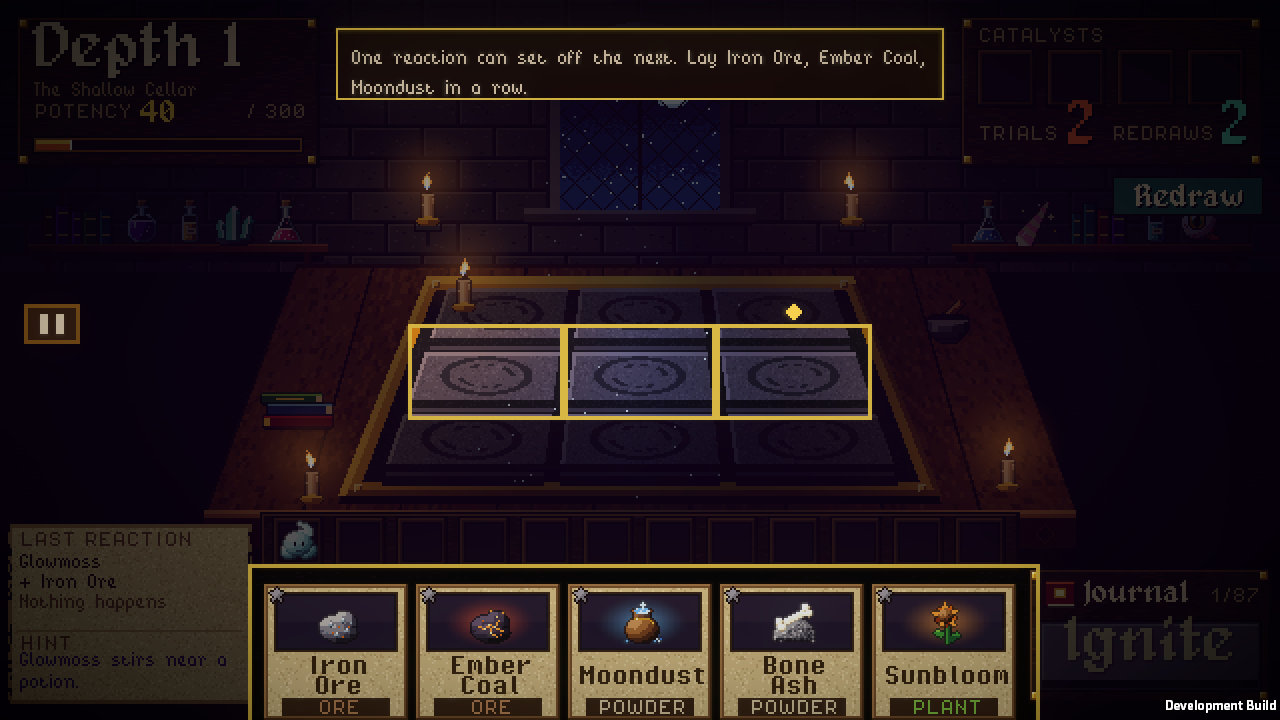 Depth 1
The Shallow Cellar
POTENCY 40 / 300
One reaction can set off the next. Lay Iron Ore, Ember Coal,
Moondust in a row.
CATALYSTS
TRIALS 2 REDRAWS 2
Redraw
LAST REACTION
Glowmoss
+ Iron Ore
Nothing happens
HINT
Glowmoss stirs near a
potion.
Iron
Ore
ORE
Ember
Coal
ORE
Moondust
POWDER
Bone
Ash
POWDER
Sunbloom
PLANT
Journal 1/87
Ignite
Development Build